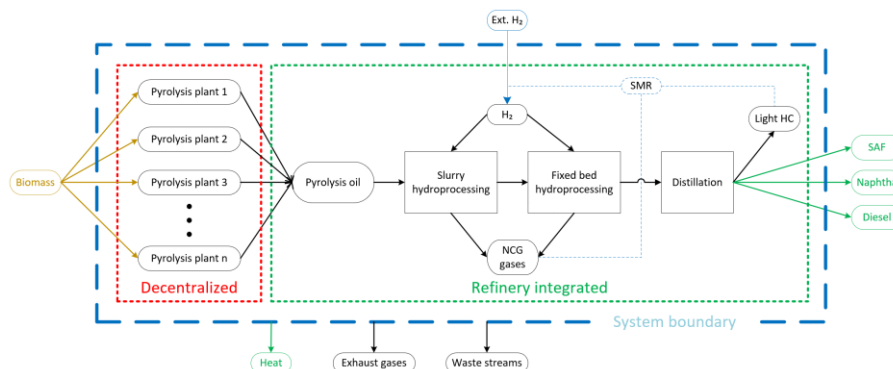 Ext. H₂
Pyrolysis plant 1
SMR
H₂
Light HC
Pyrolysis plant 2
SAF
Biomass
Pyrolysis plant 3
Pyrolysis oil
Slurry
hydroprocessing
Fixed bed
hydroprocessing
Distillation
Naphtha
Diesel
Pyrolysis plant n
NCG
gases
Decentralized
Refinery integrated
System boundary
Heat
Exhaust gases
Waste streams